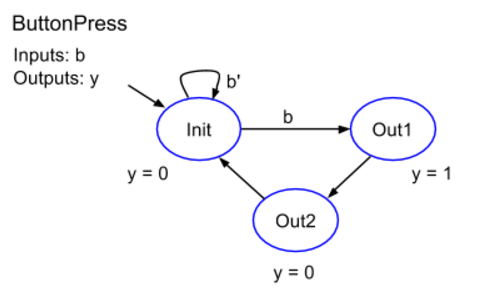 ButtonPress
Inputs: b
Outputs: y
b'
Init
b
Out1
y = 0
y = 1
Out2
y = 0